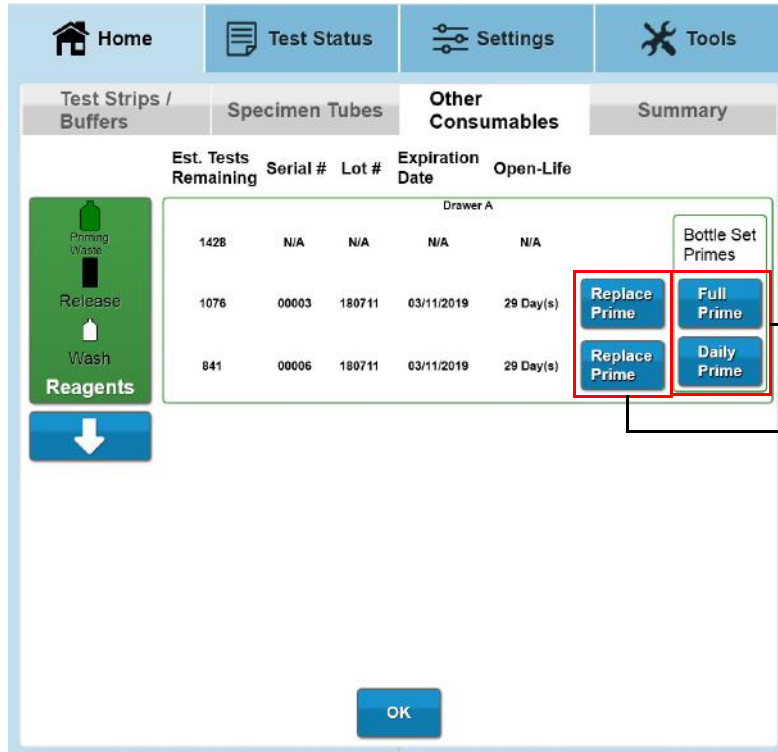 Home
Test Status
Settings
Tools
Test Strips /
Buffers
Specimen Tubes
Other
Consumables
Summary
Est. Tests
Remaining
Serial #
Lot #
Expiration
Date
Open-Life
Drawer A
Priming
Waste
1428 N/A N/A N/A N/A
Bottle Set
Primes
Release
1076 00003 180711 03/11/2019 29 Day(s)
Replace
Prime
Full
Prime
Wash
841 00006 180711 03/11/2019 29 Day(s)
Replace
Prime
Daily
Prime
Reagents
OK